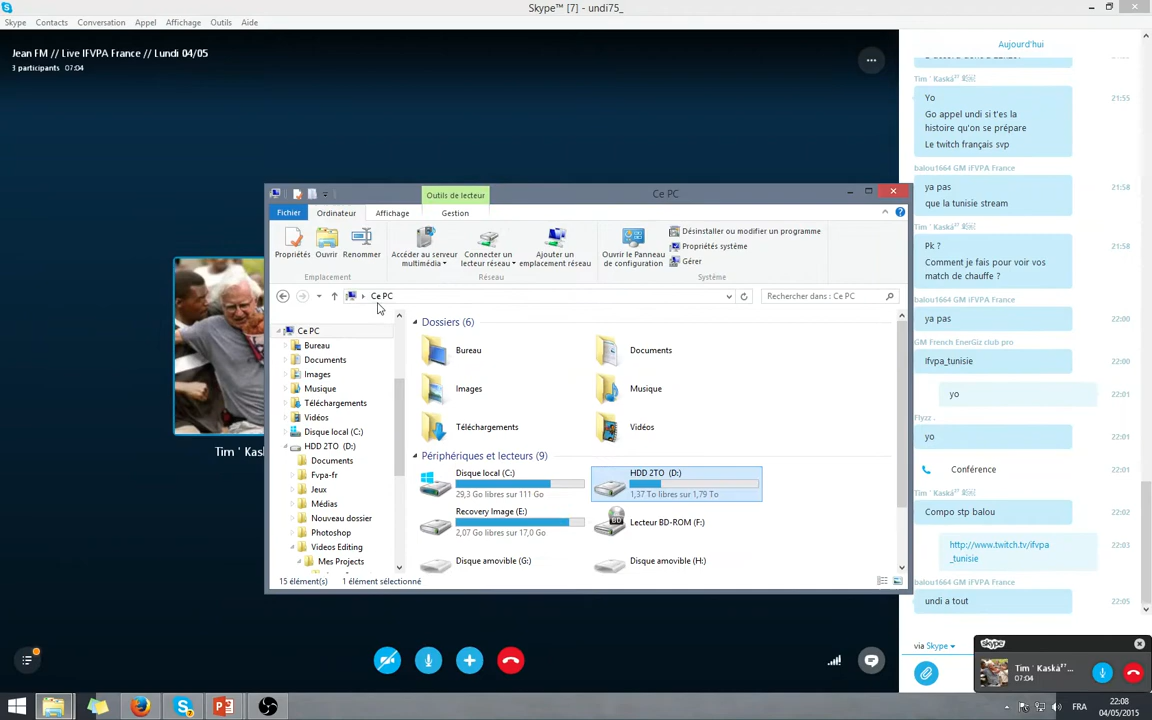 Skype™ [7] - undi75_
Skype Contacts Conversation Appel Affichage Outils Aide
Jean FM // Live IFVPA France // Lundi 04/05
3 participants 07:04
Aujourd'hui
Tim ' Kaskà
Yo
21:55
Go appel undi si t'es la
histoire qu'on se prépare
Le twitch français svp
balou1664 GM iFVPA France
ya pas
21:58
que la tunisie stream
Tim ' Kaskà
Pk ?
21:58
Comment je fais pour voir vos
match de chauffe ?
balou1664 GM iFVPA France
ya pas
22:00
GM French EnerGiz club pro
Ifvpa_tunisie
22:00
yo
22:01
Flyzz .
yo
22:01
Conférence
22:01
Tim ' Kaskà
Compo stp balou
22:02
http://www.twitch.tv/ifvpa
22:03
_tunisie
balou1664 GM iFVPA France
undi a tout
22:05
via Skype
Outils de lecteur
Ce PC
Fichier Ordinateur Affichage Gestion
Propriétés
Ouvrir
Renommer
Accéder au serveur
multimédia
Connecter un
lecteur réseau
Ajouter un
emplacement réseau
Ouvrir le Panneau
de configuration
Désinstaller ou modifier un programme
Propriétés système
Gérer
Emplacement
Réseau
Système
Ce PC
Rechercher dans : Ce PC
Ce PC
Bureau
Documents
Images
Musique
Téléchargements
Vidéos
Disque local (C:)
HDD 2TO (D:)
Documents
Fvpa-fr
Jeux
Médias
Nouveau dossier
Photoshop
Videos Editing
Mes Projects
Dossiers (6)
Bureau
Documents
Images
Musique
Téléchargements
Vidéos
Périphériques et lecteurs (9)
Disque local (C:)
29,3 Go libres sur 111 Go
HDD 2TO (D:)
1,37 To libres sur 1,79 To
Recovery Image (E:)
2,07 Go libres sur 17,0 Go
BD
Lecteur BD-ROM (F:)
Disque amovible (G:)
Disque amovible (H:)
15 élément(s) 1 élément sélectionné
skype
Tim ' Kaskà²⁷ ...
07:04
FRA
22:08
04/05/2015